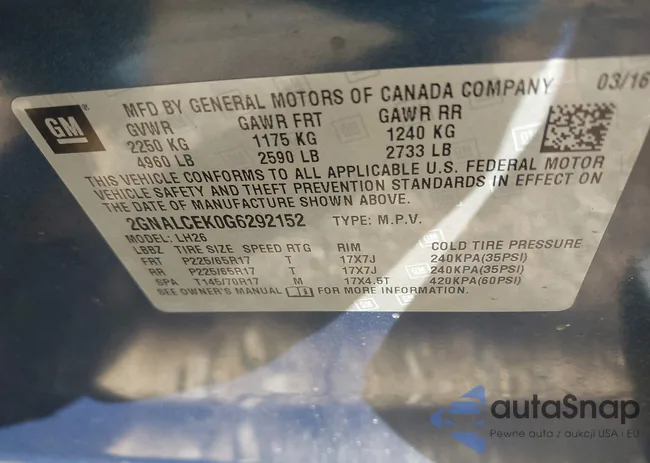 MFD BY GENERAL MOTORS OF CANADA COMPANY 03/16
GM ®
GVWR GAWR FRT GAWR RR
2250 KG 1175 KG 1240 KG
4960 LB 2590 LB 2733 LB
THIS VEHICLE CONFORMS TO ALL APPLICABLE U.S. FEDERAL MOTOR
VEHICLE SAFETY AND THEFT PREVENTION STANDARDS IN EFFECT ON
THE DATE OF MANUFACTURE SHOWN ABOVE.
2GNALCEK0G6292152 TYPE: M.P.V.
MODEL: LH26
LBBZ TIRE SIZE SPEED RTG RIM COLD TIRE PRESSURE
FRT P225/65R17 T 17X7J 240KPA(35PSI)
RR P225/65R17 T 17X7J 240KPA(35PSI)
SPA T145/70R17 M 17X4.5T 420KPA(60PSI)
SEE OWNER'S MANUAL FOR MORE INFORMATION.
autaSnap
Pewne auta z aukcji USA i EU